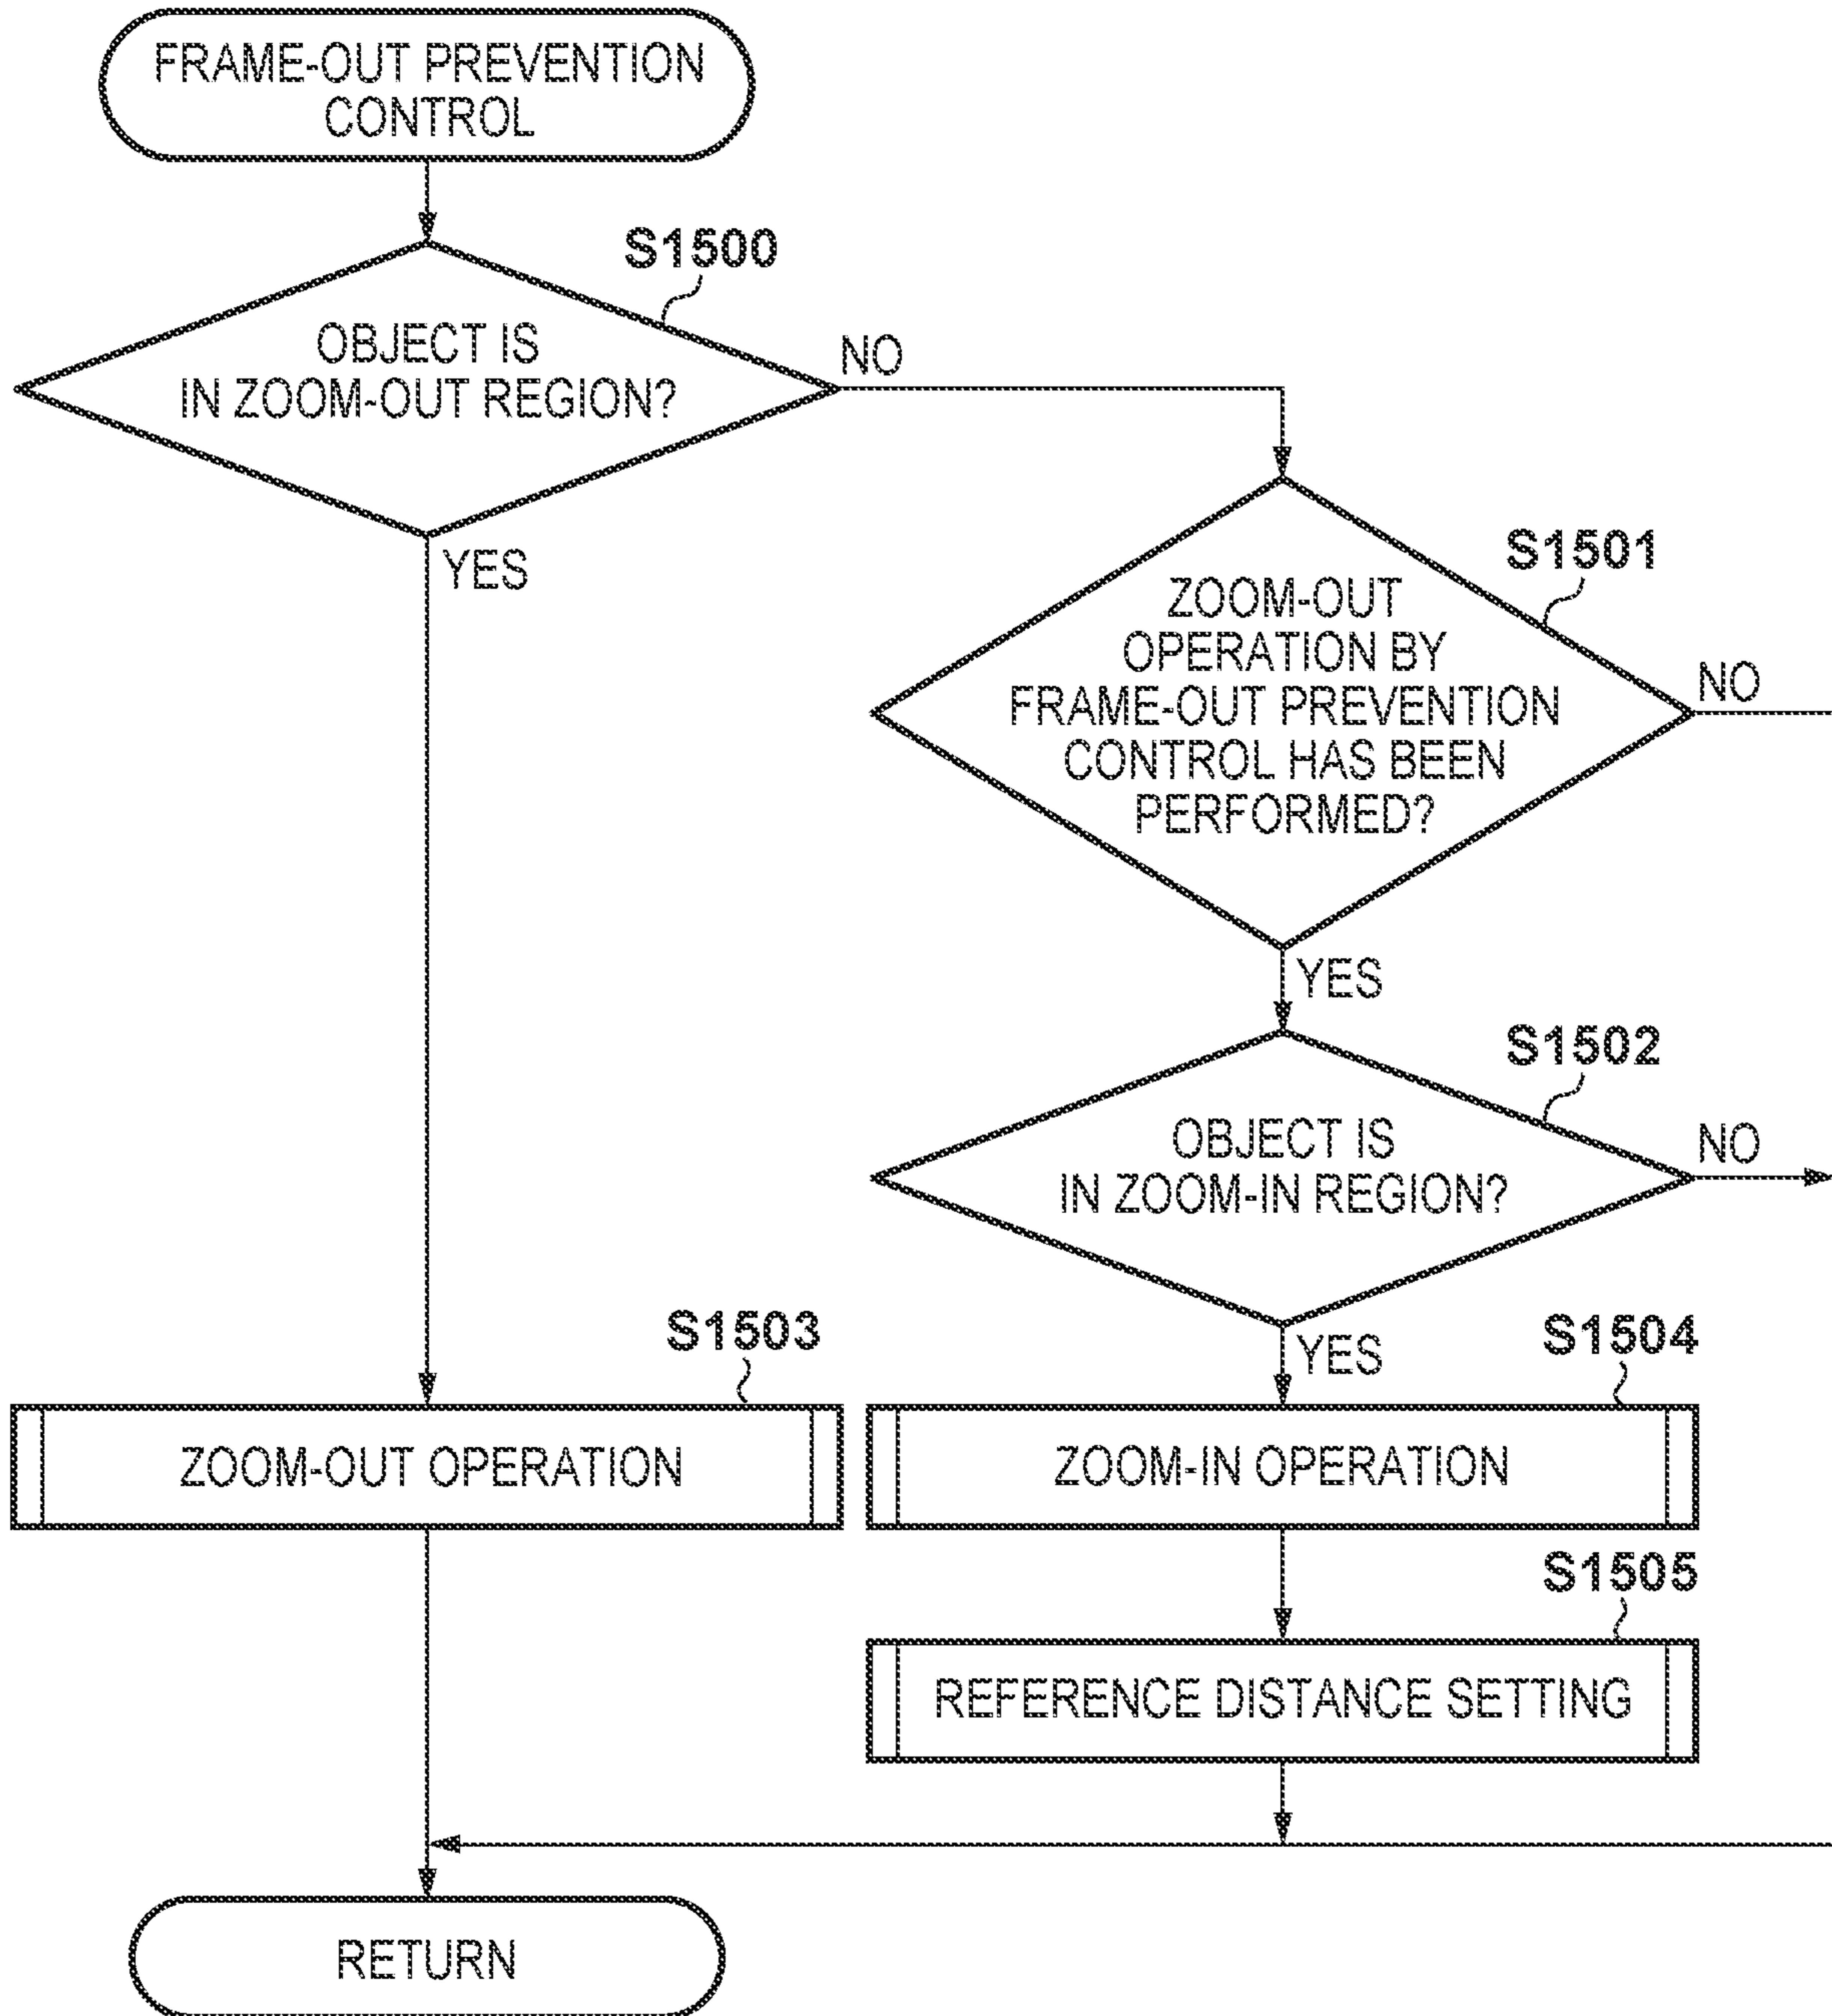 FRAME-OUT PREVENTION
CONTROL
S1500
OBJECT IS
IN ZOOM-OUT REGION?
NO
YES
S1501
ZOOM-OUT
OPERATION BY
FRAME-OUT PREVENTION
CONTROL HAS BEEN
PERFORMED?
NO
YES
S1502
OBJECT IS
IN ZOOM-IN REGION?
NO
YES
S1503
ZOOM-OUT OPERATION
S1504
ZOOM-IN OPERATION
S1505
REFERENCE DISTANCE SETTING
RETURN